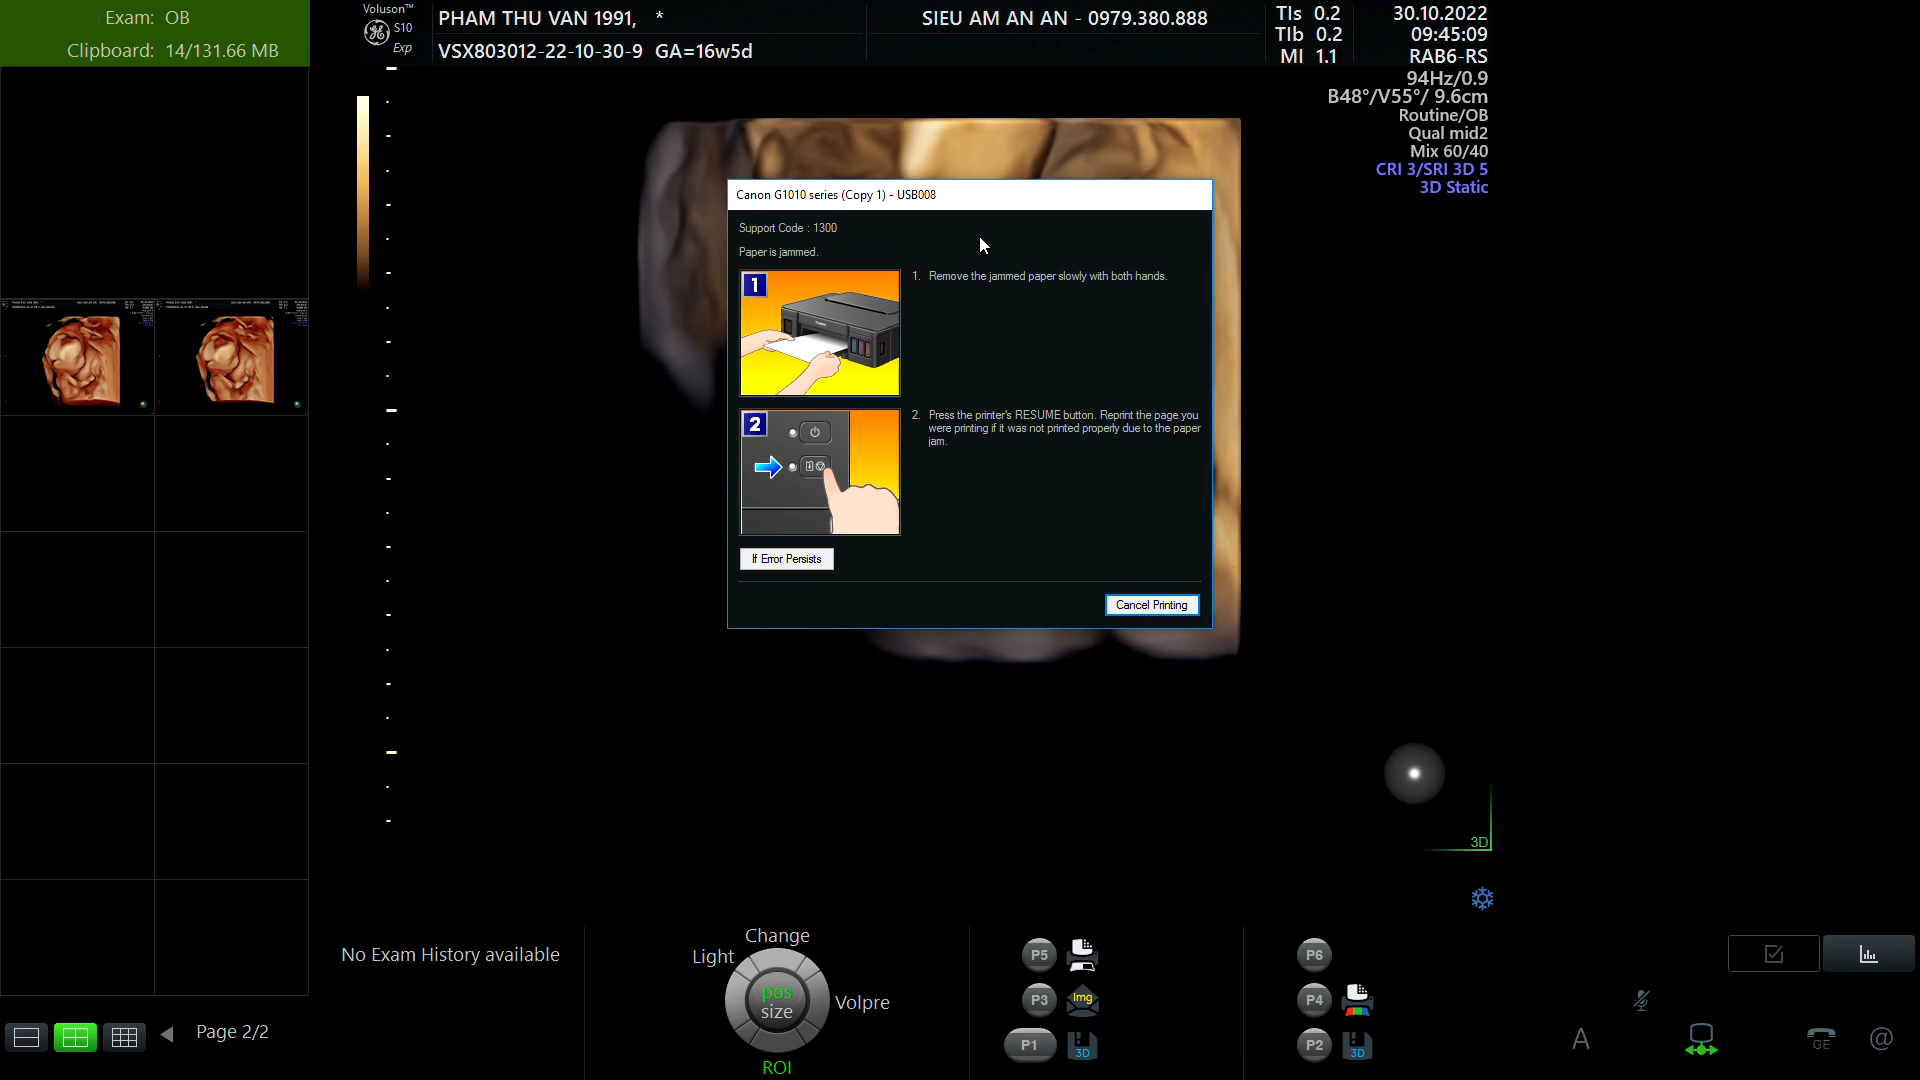 Exam: OB
Clipboard: 14/131.66 MB
Voluson™
S10
Exp
PHAM THU VAN 1991, *
VSX803012-22-10-30-9 GA=16w5d
SIEU AM AN AN - 0979.380.888
TIs 0.2
TIb 0.2
MI 1.1
30.10.2022
09:45:09
RAB6-RS
94Hz/0.9
B48°/V55°/ 9.6cm
Routine/OB
Qual mid2
Mix 60/40
CRI 3/SRI 3D 5
3D Static
Canon G1010 series (Copy 1) - USB008
Support Code : 1300
Paper is jammed.
1
1. Remove the jammed paper slowly with both hands.
2
2. Press the printer's RESUME button. Reprint the page you
were printing if it was not printed properly due to the paper
jam.
If Error Persists
Cancel Printing
3D
No Exam History available
Change
Light
pos
size
Volpre
ROI
P5
P3
Img
P1
3D
P6
P4
P2
3D
A
GE
@
Page 2/2